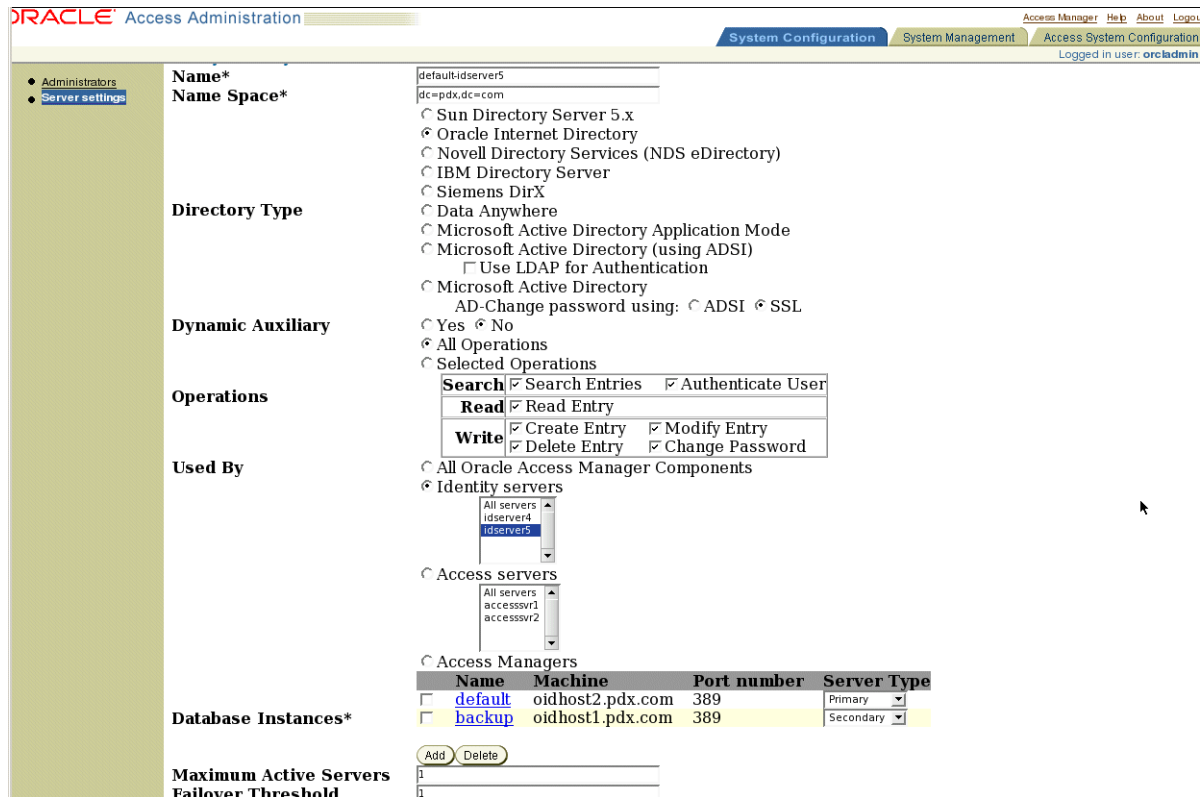 ORACLE Access Administration
Access Manager Help About
System Configuration System Management Access System Configuration
Logged in user: orcladmin
Administrators
Server settings
Name* default-idserver5
Name Space* dc=pdx,dc=com
Sun Directory Server 5.x
Oracle Internet Directory
Novell Directory Services (NDS eDirectory)
IBM Directory Server
Siemens DirX
Directory Type Data Anywhere
Microsoft Active Directory Application Mode
Microsoft Active Directory (using ADSI)
Use LDAP for Authentication
Microsoft Active Directory
AD-Change password using: ADSI SSL
Dynamic Auxiliary Yes No
All Operations
Selected Operations
Search Search Entries Authenticate User
Operations
Read Read Entry
Write Create Entry Modify Entry
Delete Entry Change Password
Used By All Oracle Access Manager Components
Identity servers
All servers
idserver4
idserver5
Access servers
All servers
accesssvr1
accesssvr2
Access Managers
Name Machine Port number Server Type
default oidhost2.pdx.com 389 Primary
Database Instances* backup oidhost1.pdx.com 389 Secondary
Add Delete
Maximum Active Servers 1
Failover Threshold 1